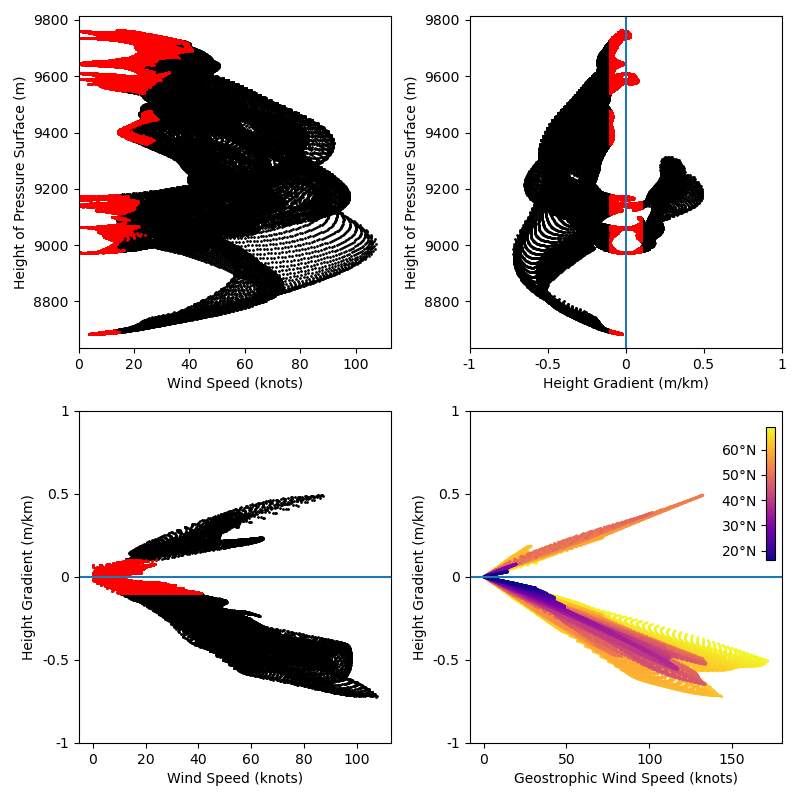 9800
9600
9400
9200
9000
8800
Height of Pressure Surface (m)
0 20 40 60 80 100
Wind Speed (knots)
9800
9600
9400
9200
9000
8800
Height of Pressure Surface (m)
-1 -0.5 0 0.5 1
Height Gradient (m/km)
1
0.5
0
-0.5
-1
Height Gradient (m/km)
0 20 40 60 80 100
Wind Speed (knots)
1
0.5
0
-0.5
-1
Height Gradient (m/km)
60°N
50°N
40°N
30°N
20°N
0 50 100 150
Geostrophic Wind Speed (knots)